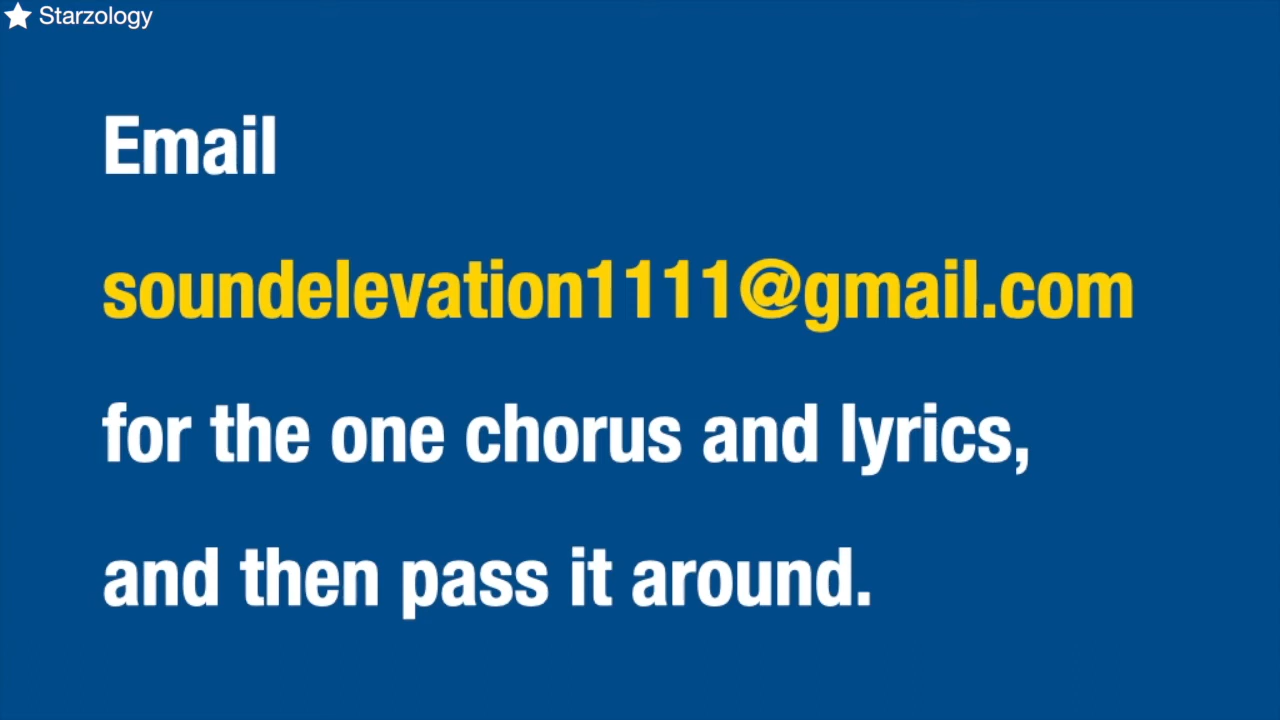 Starzology
Email
soundelevation1111@gmail.com
for the one chorus and lyrics,
and then pass it around.